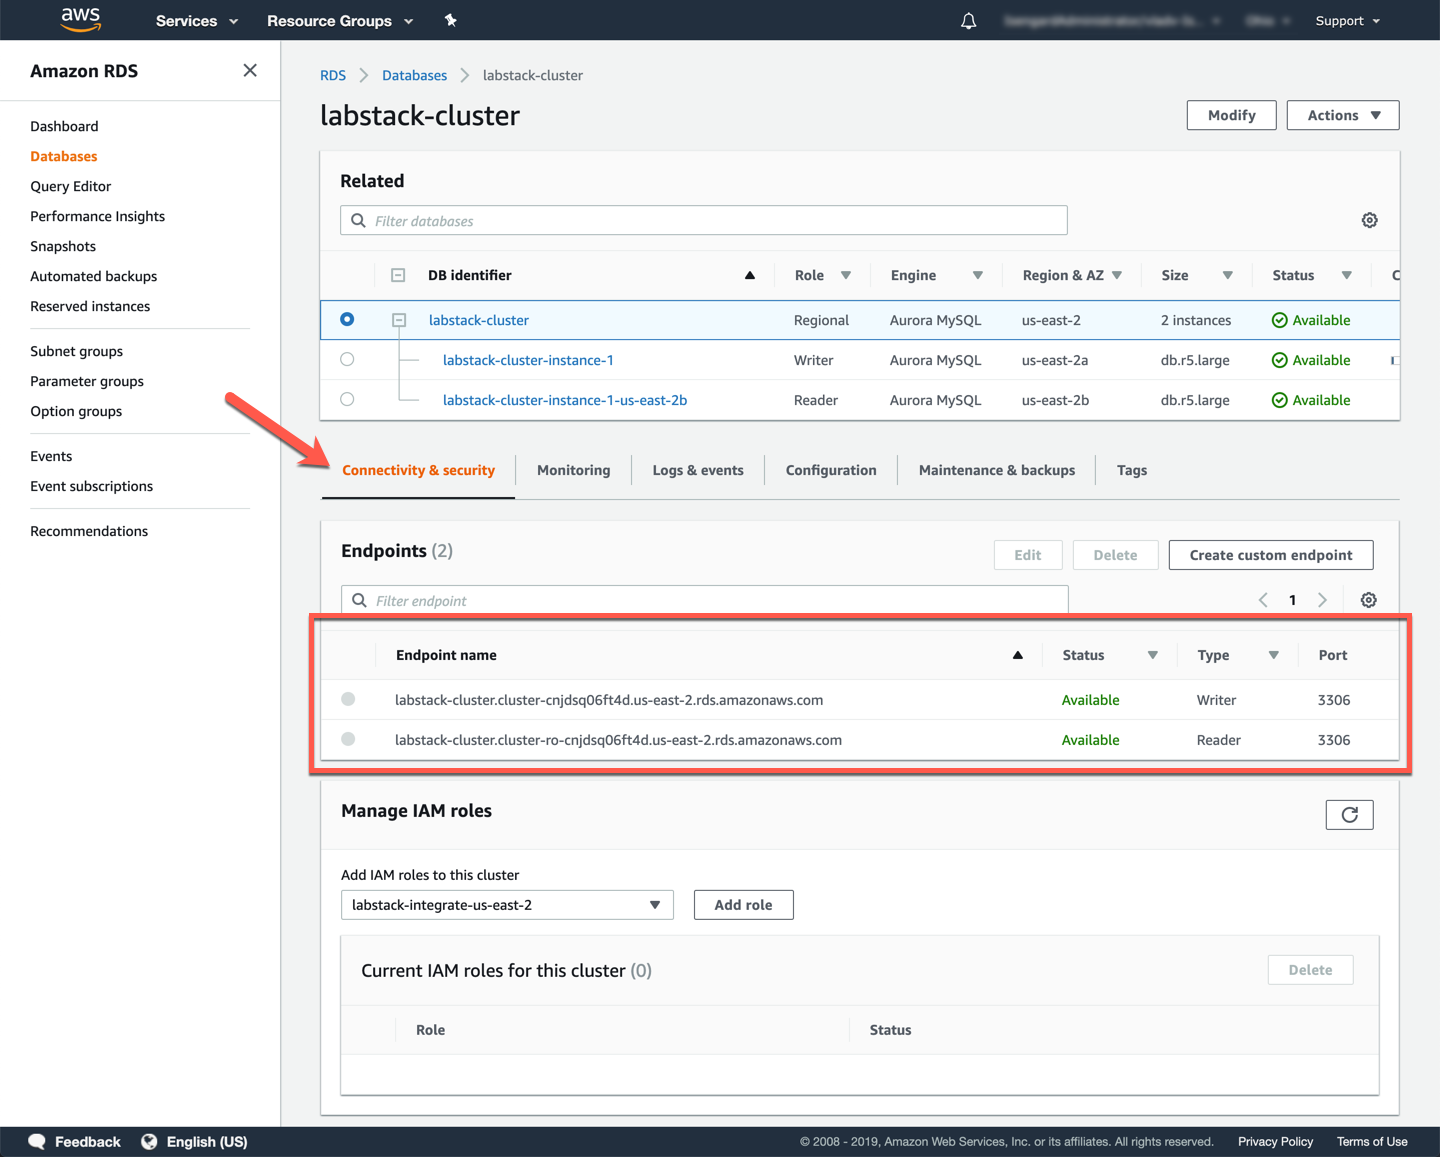 aws Services Resource Groups Support
Amazon RDS
Dashboard
Databases
Query Editor
Performance Insights
Snapshots
Automated backups
Reserved instances
Subnet groups
Parameter groups
Option groups
Events
Event subscriptions
Recommendations
RDS Databases labstack-cluster
labstack-cluster
Modify Actions
Related
Filter databases
DB identifier Role Engine Region & AZ Size Status C
labstack-cluster Regional Aurora MySQL us-east-2 2 instances Available
labstack-cluster-instance-1 Writer Aurora MySQL us-east-2a db.r5.large Available
labstack-cluster-instance-1-us-east-2b Reader Aurora MySQL us-east-2b db.r5.large Available
Connectivity & security Monitoring Logs & events Configuration Maintenance & backups Tags
Endpoints (2)
Edit Delete Create custom endpoint
Filter endpoint 1
Endpoint name Status Type Port
labstack-cluster.cluster-cnjdsq06ft4d.us-east-2.rds.amazonaws.com Available Writer 3306
labstack-cluster.cluster-ro-cnjdsq06ft4d.us-east-2.rds.amazonaws.com Available Reader 3306
Manage IAM roles
Add IAM roles to this cluster
labstack-integrate-us-east-2 Add role
Current IAM roles for this cluster (0) Delete
Role Status
Feedback English (US) © 2008 - 2019, Amazon Web Services, Inc. or its affiliates. All rights reserved. Privacy Policy Terms of Use